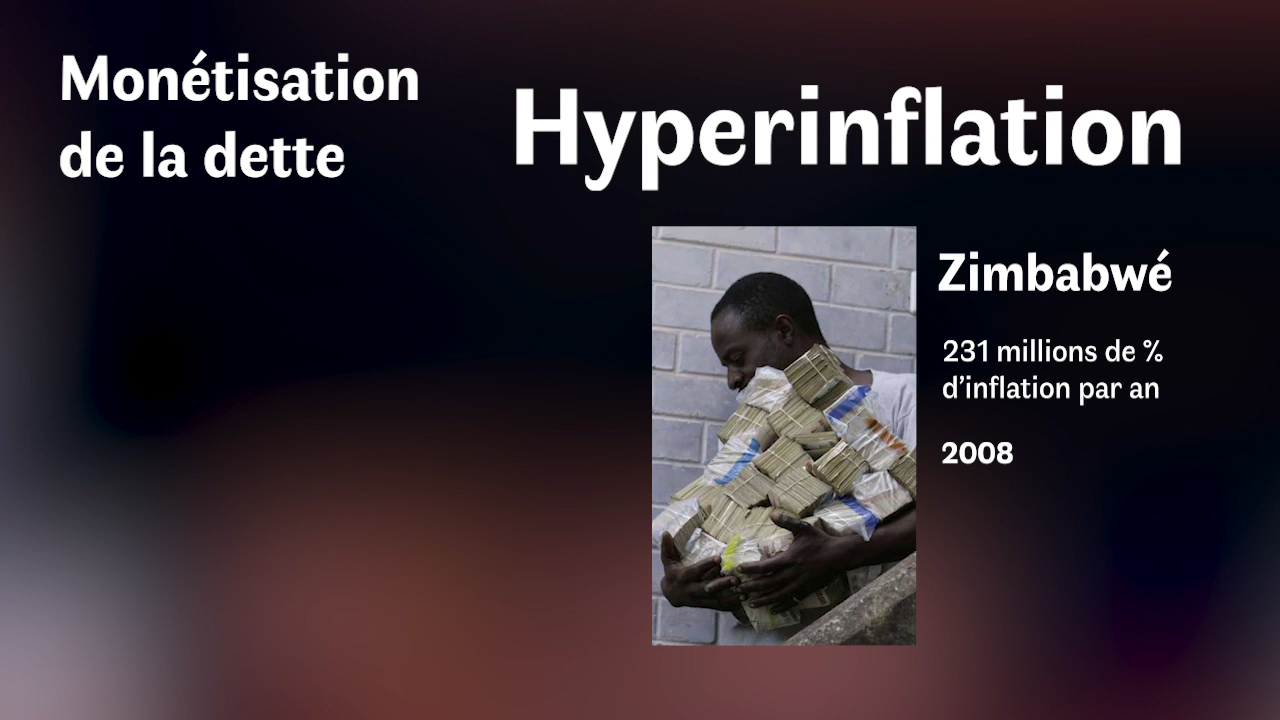 Monétisation
de la dette
Hyperinflation
Zimbabwé
231 millions de %
d’inflation par an
2008